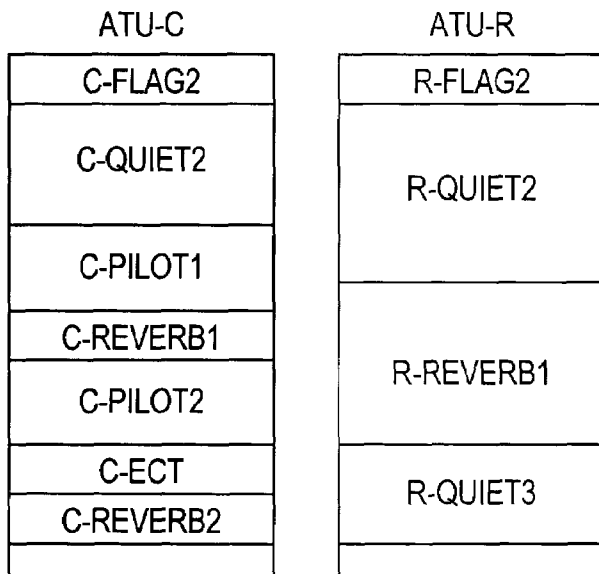 ATU-C
C-FLAG2
C-QUIET2
C-PILOT1
C-REVERB1
C-PILOT2
C-ECT
C-REVERB2
ATU-R
R-FLAG2
R-QUIET2
R-REVERB1
R-QUIET3